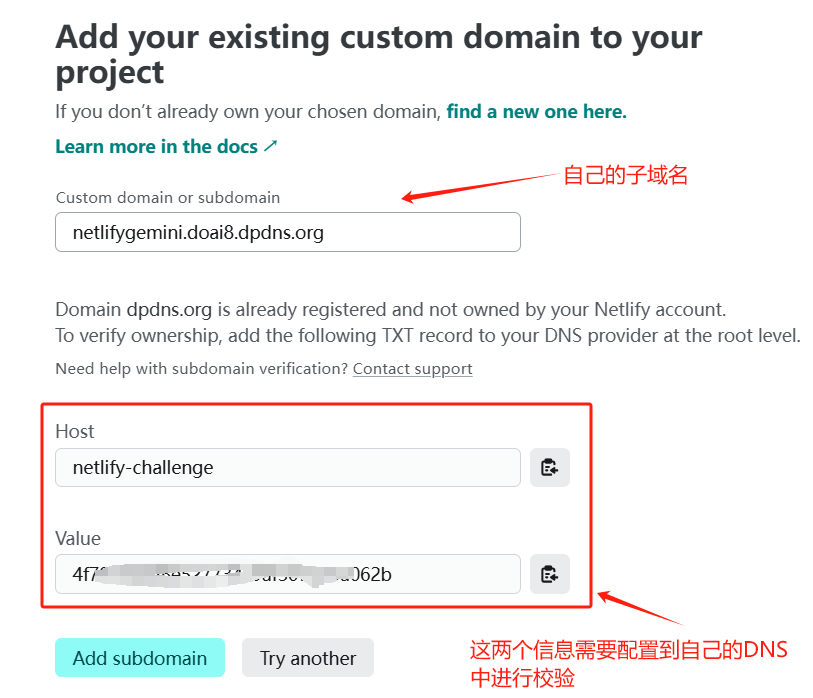 Add your existing custom domain to your
project
If you don’t already own your chosen domain, find a new one here.
Learn more in the docs ↗
自己的子域名
Custom domain or subdomain
netlifygemini.doai8.dpdns.org
Domain dpdns.org is already registered and not owned by your Netlify account.
To verify ownership, add the following TXT record to your DNS provider at the root level.
Need help with subdomain verification? Contact support
Host
netlify-challenge
Value
Add subdomain
Try another
这两个信息需要配置到自己的DNS
中进行校验